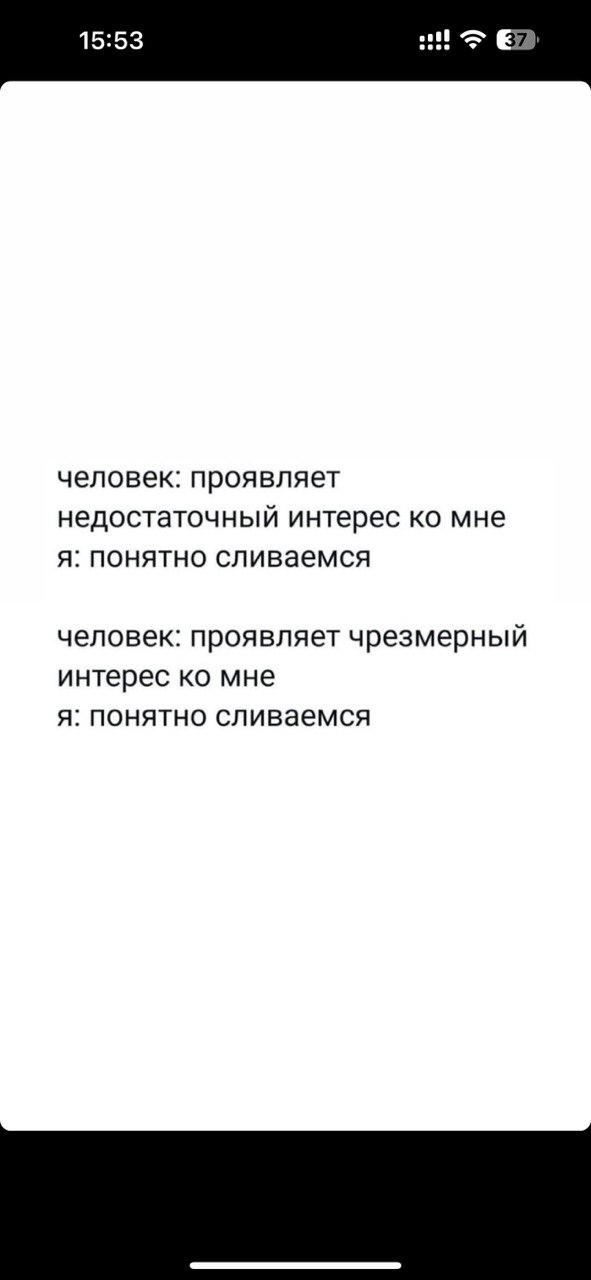 15:53
37
человек: проявляет
недостаточный интерес ко мне
я: понятно сливаемся
человек: проявляет чрезмерный
интерес ко мне
я: понятно сливаемся